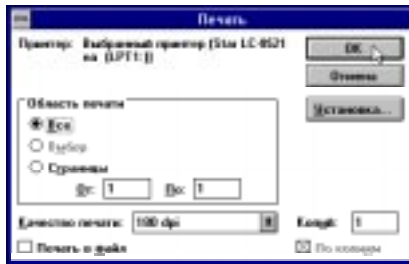 Печать
Принтер: Выбранный принтер (Star LC-8521
на (LPT1:))
OK
Отмена
Установка...
Область печати
Все
Выбор
Страницы
От: 1 По: 1
Качество печати: 180 dpi
Копий: 1
Печать в файл
По копиям